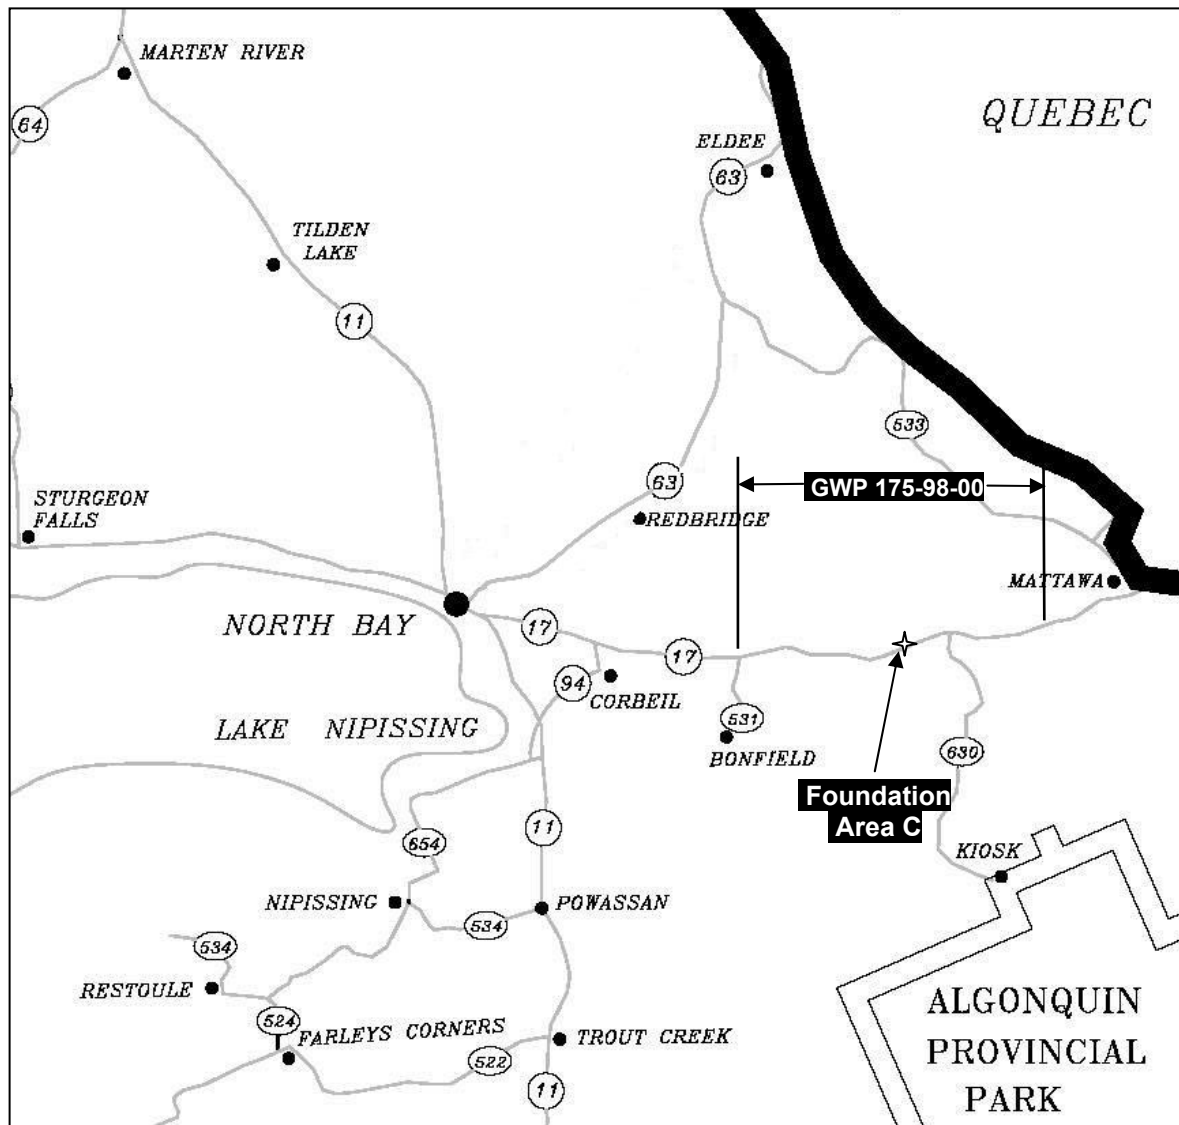 MARTEN RIVER
64
QUEBEC
ELDEE
63
TILDEN
LAKE
11
533
63
GWP 175-98-00
STURGEON
FALLS
REDBRIDGE
MATTAWA
NORTH BAY
17
17
94
CORBEIL
531
LAKE NIPISSING
BONFIELD
630
Foundation
Area C
11
654
KIOSK
NIPISSING
POWASSAN
534
534
RESTOULE
ALGONQUIN
PROVINCIAL
PARK
524
FARLEYS CORNERS
TROUT CREEK
522
11